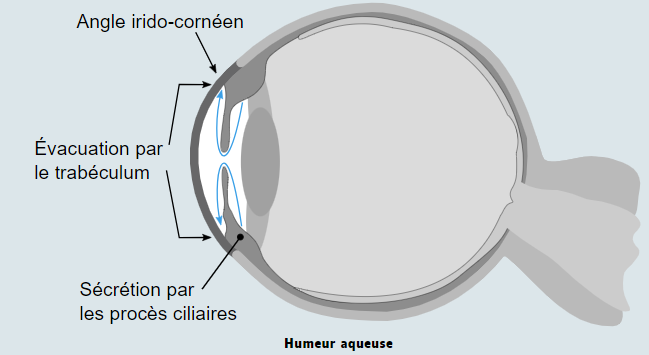 Angle irido-cornéen
Évacuation par
le trabéculum
Sécrétion par
les procès ciliaires
Humeur aqueuse